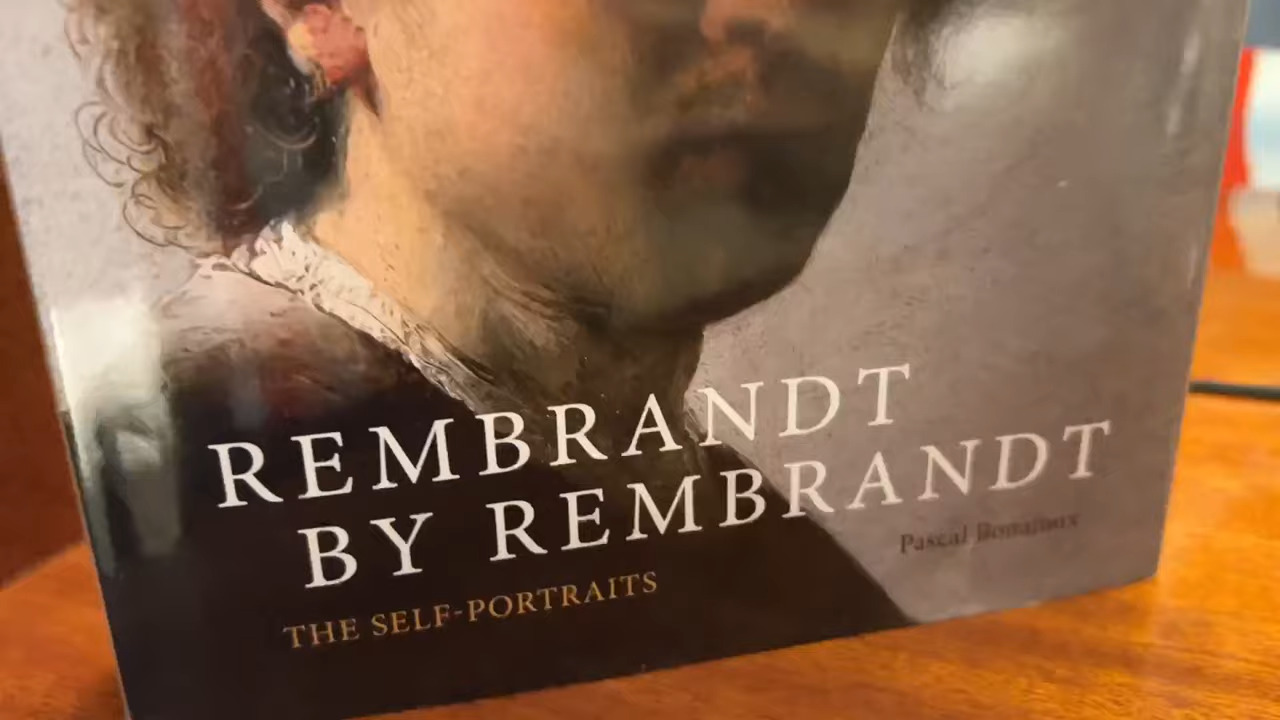 REMBRANDT
BY REMBRANDT
Pascal Bonafoux
THE SELF-PORTRAITS